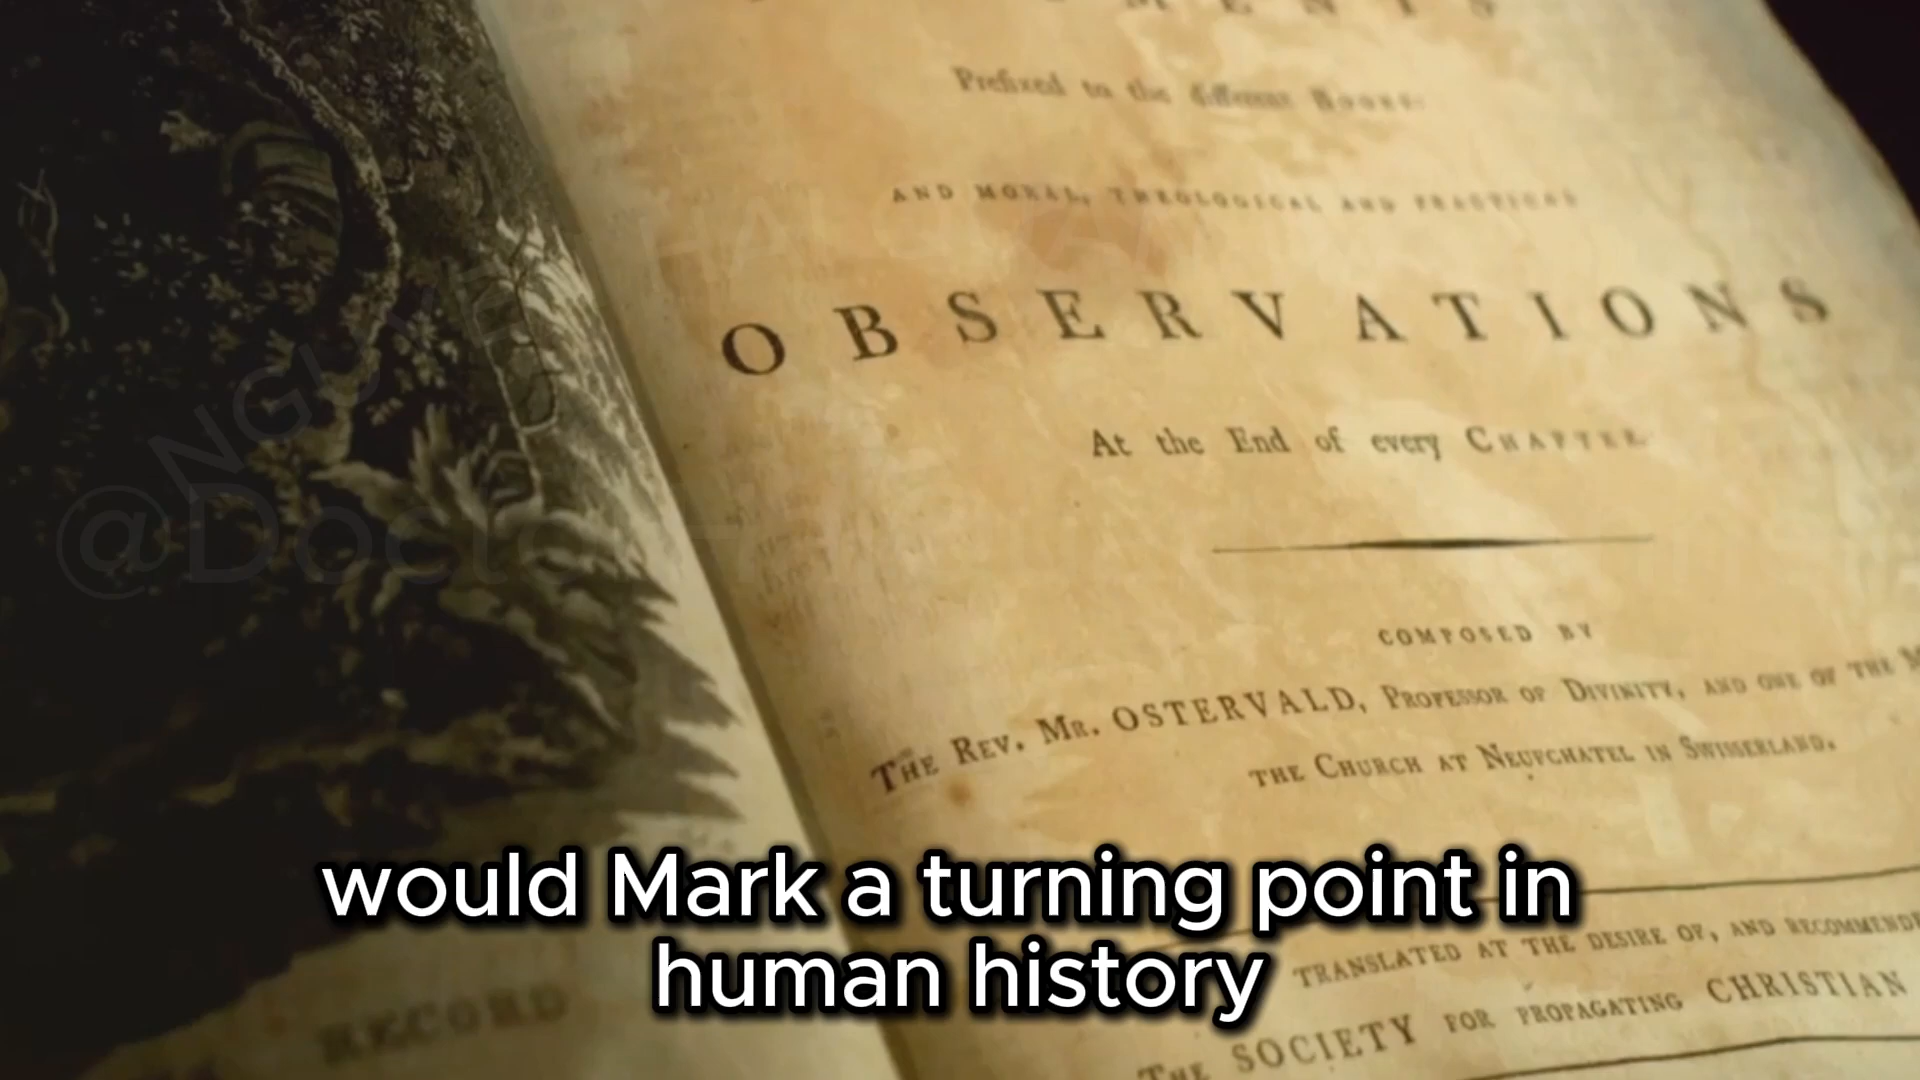 Prefixed to the different Books
AND MORAL, THEOLOGICAL AND PRACTICAL
OBSERVATIONS
At the End of every CHAPTER
COMPOSED BY
THE REV. MR. OSTERVALD, PROFESSOR OF DIVINITY, AND ONE OF THE
THE CHURCH AT NEUFCHATEL IN SWISSERLAND.
TRANSLATED AT THE DESIRE OF, AND RECOMMENDE
THE SOCIETY FOR PROPAGATING CHRISTIAN
RECORD
would Mark a turning point in
human history